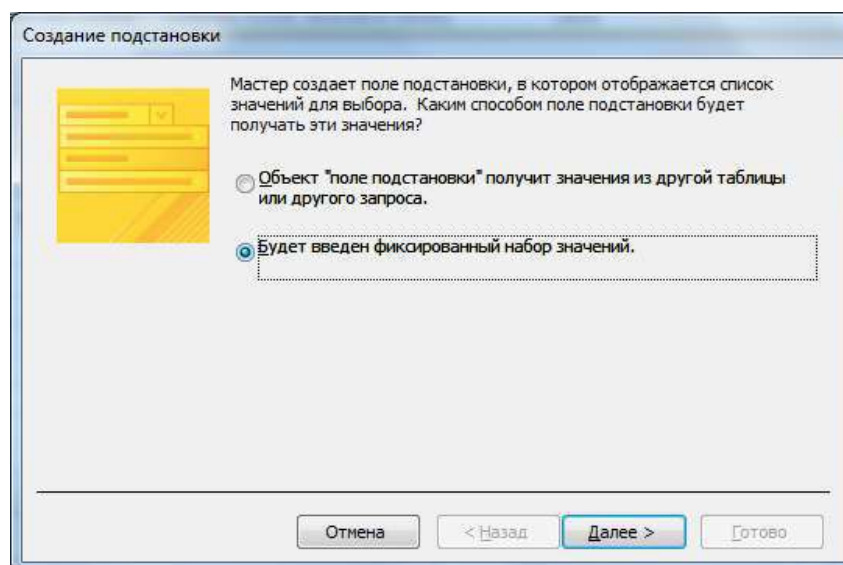 Создание подстановки
Мастер создает поле подстановки, в котором отображается список
значений для выбора. Каким способом поле подстановки будет
получать эти значения?
Объект "поле подстановки" получит значения из другой таблицы
или другого запроса.
Будет введен фиксированный набор значений.
Отмена
< Назад
Далее >
Готово